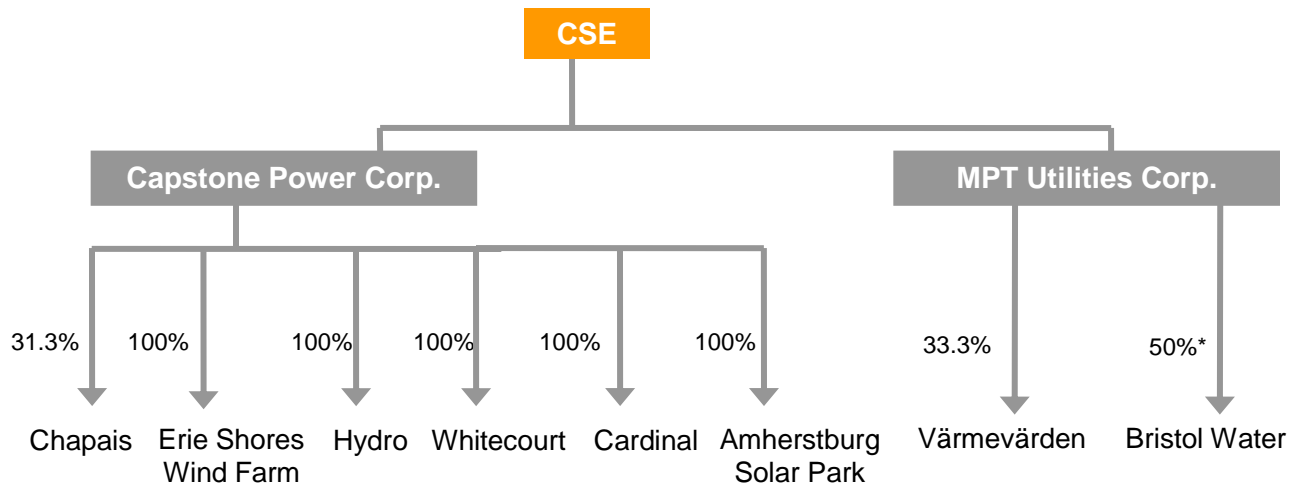 CSE
Capstone Power Corp.
MPT Utilities Corp.
31.3%
100%
100%
100%
100%
100%
33.3%
50%*
Chapais
Erie Shores
Wind Farm
Hydro
Whitecourt
Cardinal
Amherstburg
Solar Park
Värmevärden
Bristol Water